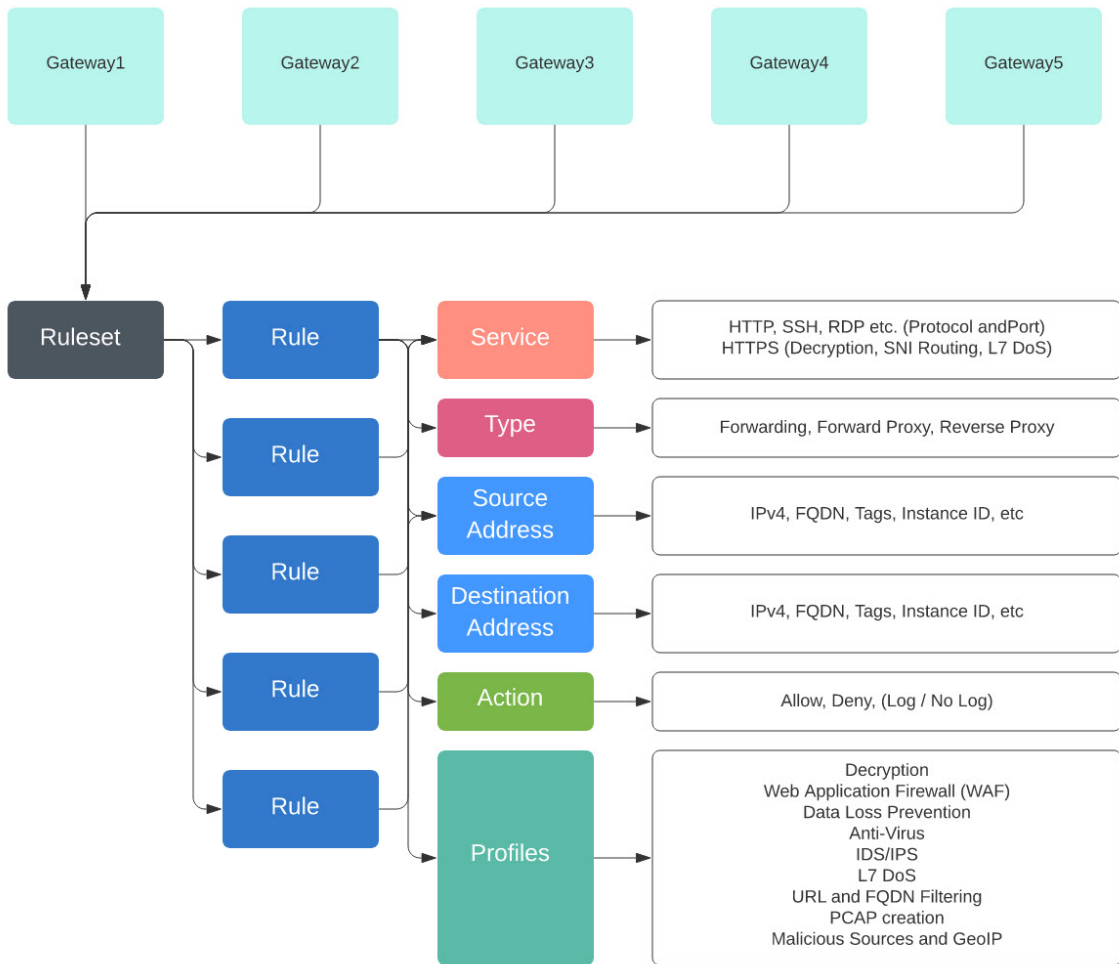 Gateway1
Gateway2
Gateway3
Gateway4
Gateway5
Ruleset
Rule
Service
HTTP, SSH, RDP etc. (Protocol andPort)
HTTPS (Decryption, SNI Routing, L7 DoS)
Type
Forwarding, Forward Proxy, Reverse Proxy
Rule
Source
Address
IPv4, FQDN, Tags, Instance ID, etc
Rule
Destination
Address
IPv4, FQDN, Tags, Instance ID, etc
Rule
Action
Allow, Deny, (Log / No Log)
Rule
Profiles
Decryption
Web Application Firewall (WAF)
Data Loss Prevention
Anti-Virus
IDS/IPS
L7 DoS
URL and FQDN Filtering
PCAP creation
Malicious Sources and GeoIP